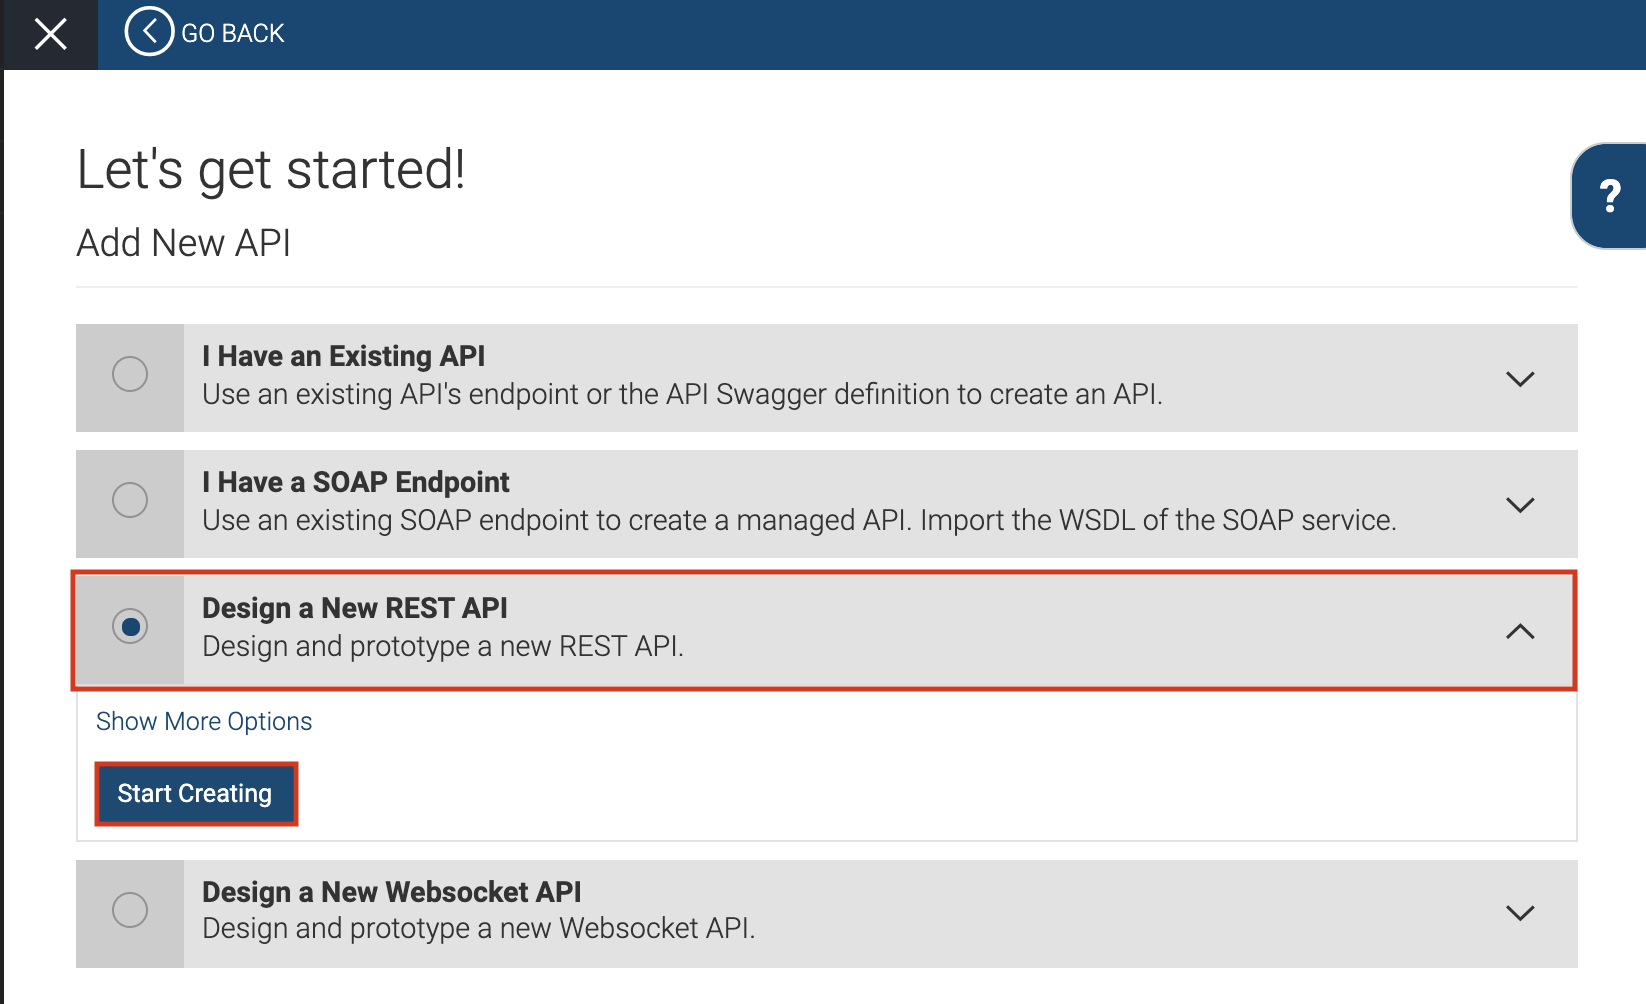 GO BACK
Let's get started!
?
Add New API
I Have an Existing API
Use an existing API's endpoint or the API Swagger definition to create an API.
I Have a SOAP Endpoint
Use an existing SOAP endpoint to create a managed API. Import the WSDL of the SOAP service.
Design a New REST API
Design and prototype a new REST API.
Show More Options
Start Creating
Design a New Websocket API
Design and prototype a new Websocket API.